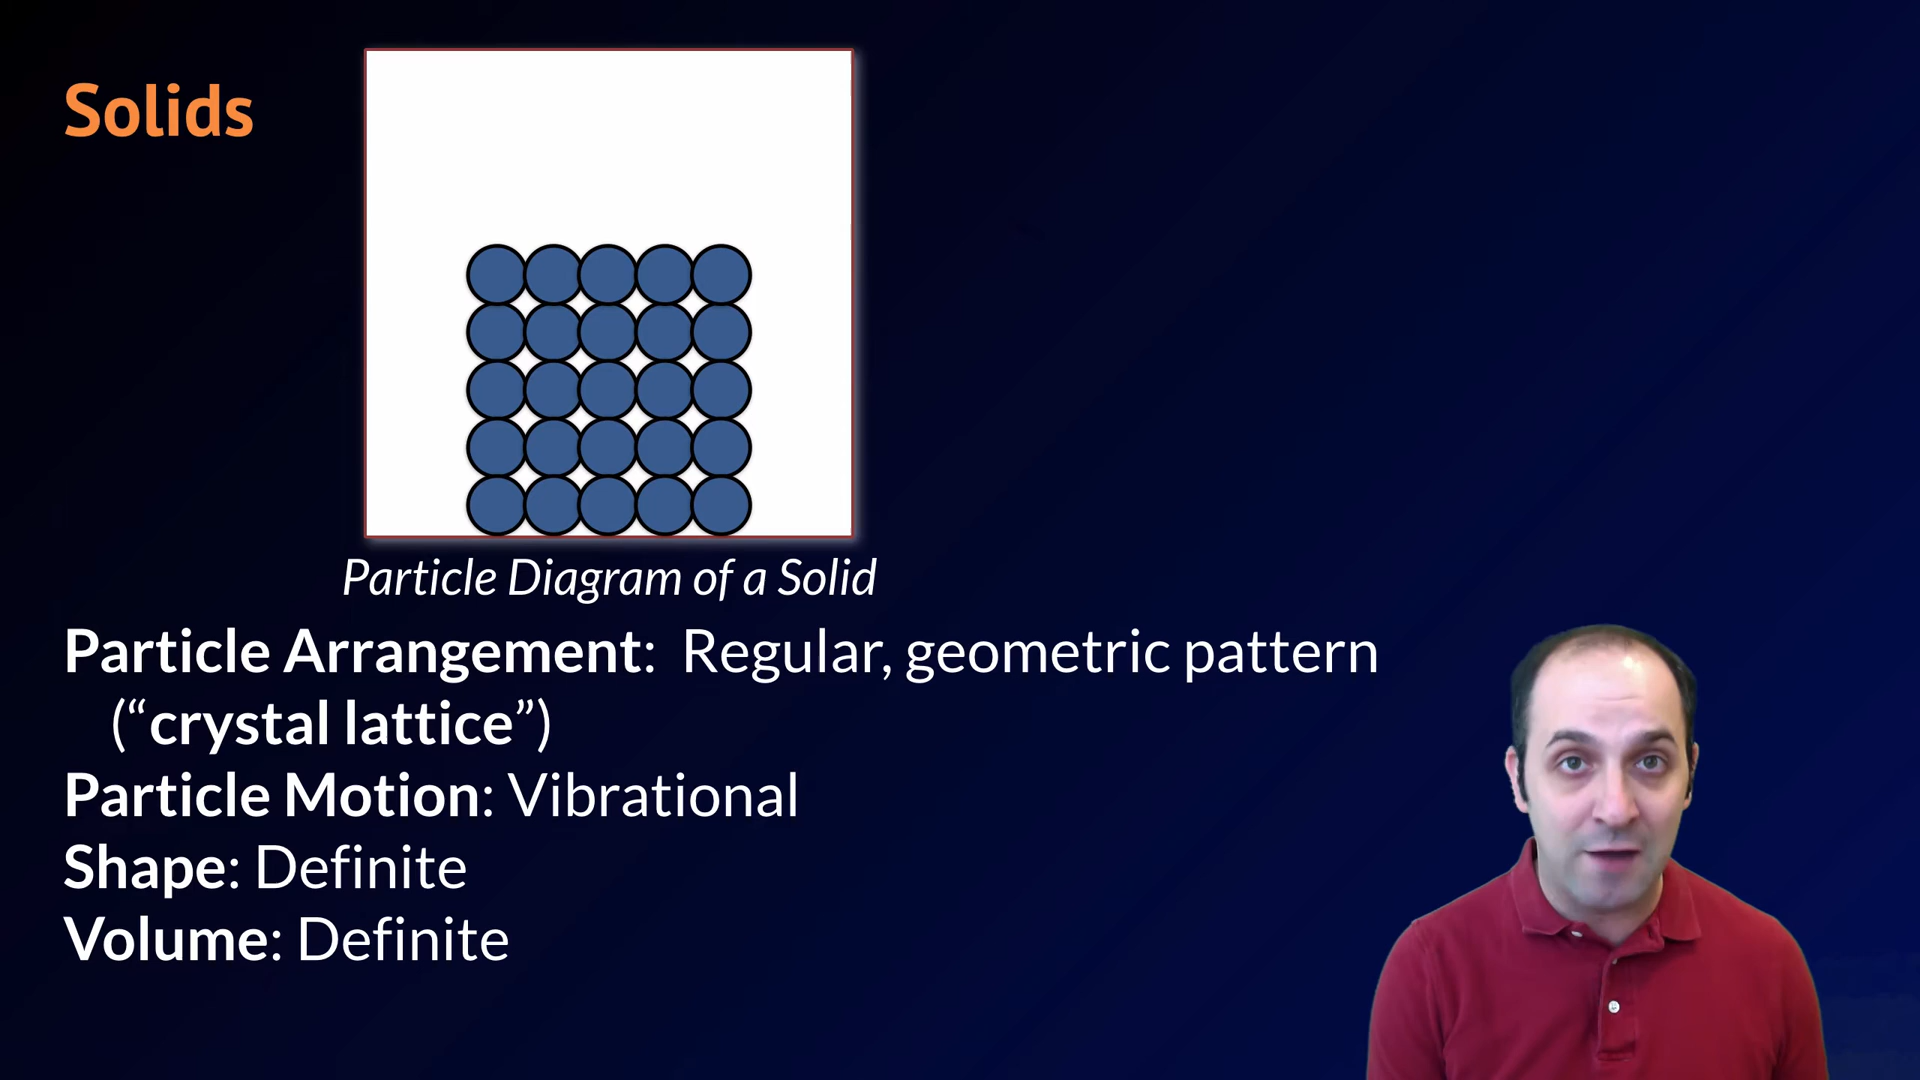 Solids
Particle Diagram of a Solid
Particle Arrangement:  Regular, geometric pattern
(“crystal lattice”)
Particle Motion: Vibrational
Shape: Definite
Volume: Definite